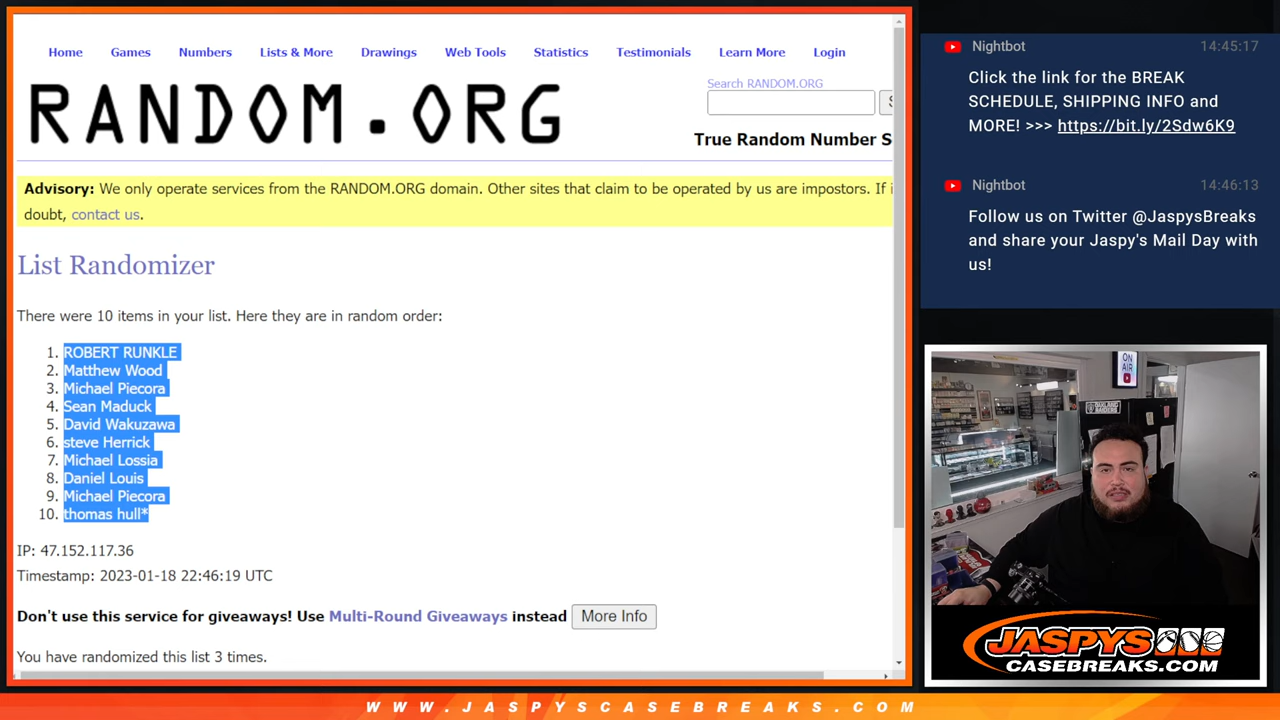 Home Games Numbers Lists & More Drawings Web Tools Statistics Testimonials Learn More Login
RANDOM.ORG
Search RANDOM.ORG
True Random Number S
Advisory: We only operate services from the RANDOM.ORG domain. Other sites that claim to be operated by us are impostors. If i
doubt, contact us.
List Randomizer
There were 10 items in your list. Here they are in random order:
1. ROBERT RUNKLE
2. Matthew Wood
3. Michael Piecora
4. Sean Maduck
5. David Wakuzawa
6. steve Herrick
7. Michael Lossia
8. Daniel Louis
9. Michael Piecora
10. thomas hull*
IP: 47.152.117.36
Timestamp: 2023-01-18 22:46:19 UTC
Don't use this service for giveaways! Use Multi-Round Giveaways instead More Info
You have randomized this list 3 times.
Nightbot 14:45:17
Click the link for the BREAK
SCHEDULE, SHIPPING INFO and
MORE! >>> https://bit.ly/2Sdw6K9
Nightbot 14:46:13
Follow us on Twitter @JaspysBreaks
and share your Jaspy's Mail Day with
us!
ON
AIR
OAKLAND
RAIDERS
JASPYS
CASEBREAKS.COM
WWW.JASPYSCASEBREAKS.COM